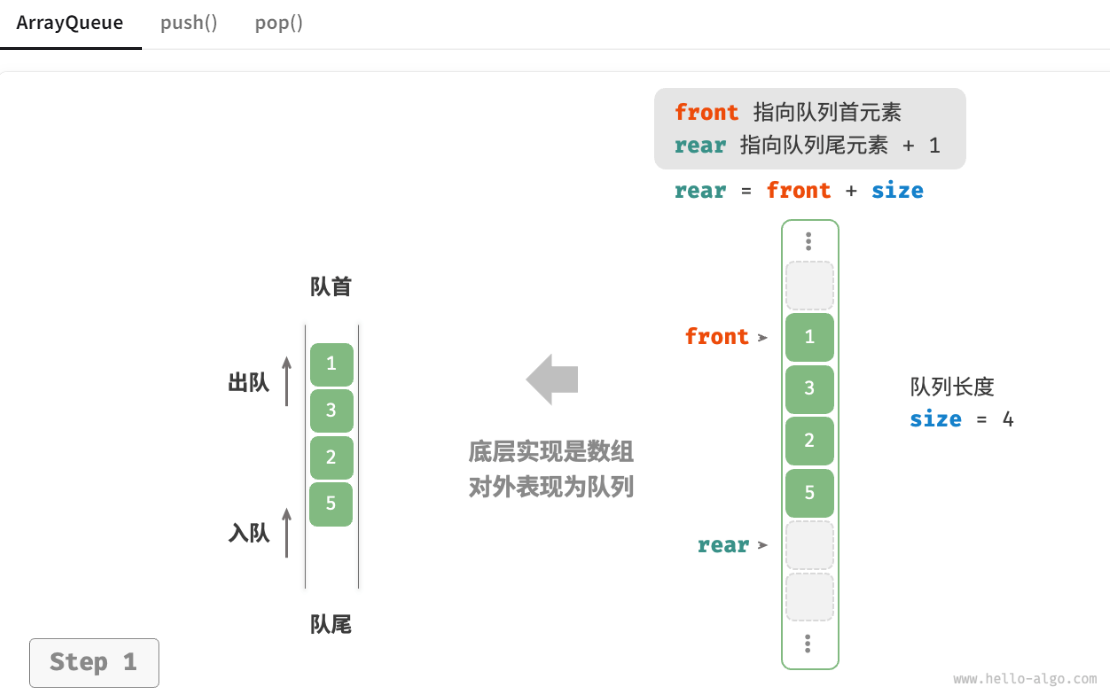 ArrayQueue push() pop()
front 指向队列首元素
rear 指向队列尾元素 + 1
rear = front + size
队首
出队
入队
队尾
1
3
2
5
底层实现是数组
对外表现为队列
front
rear
1
3
2
5
队列长度
size = 4
Step 1
www.hello-algo.com